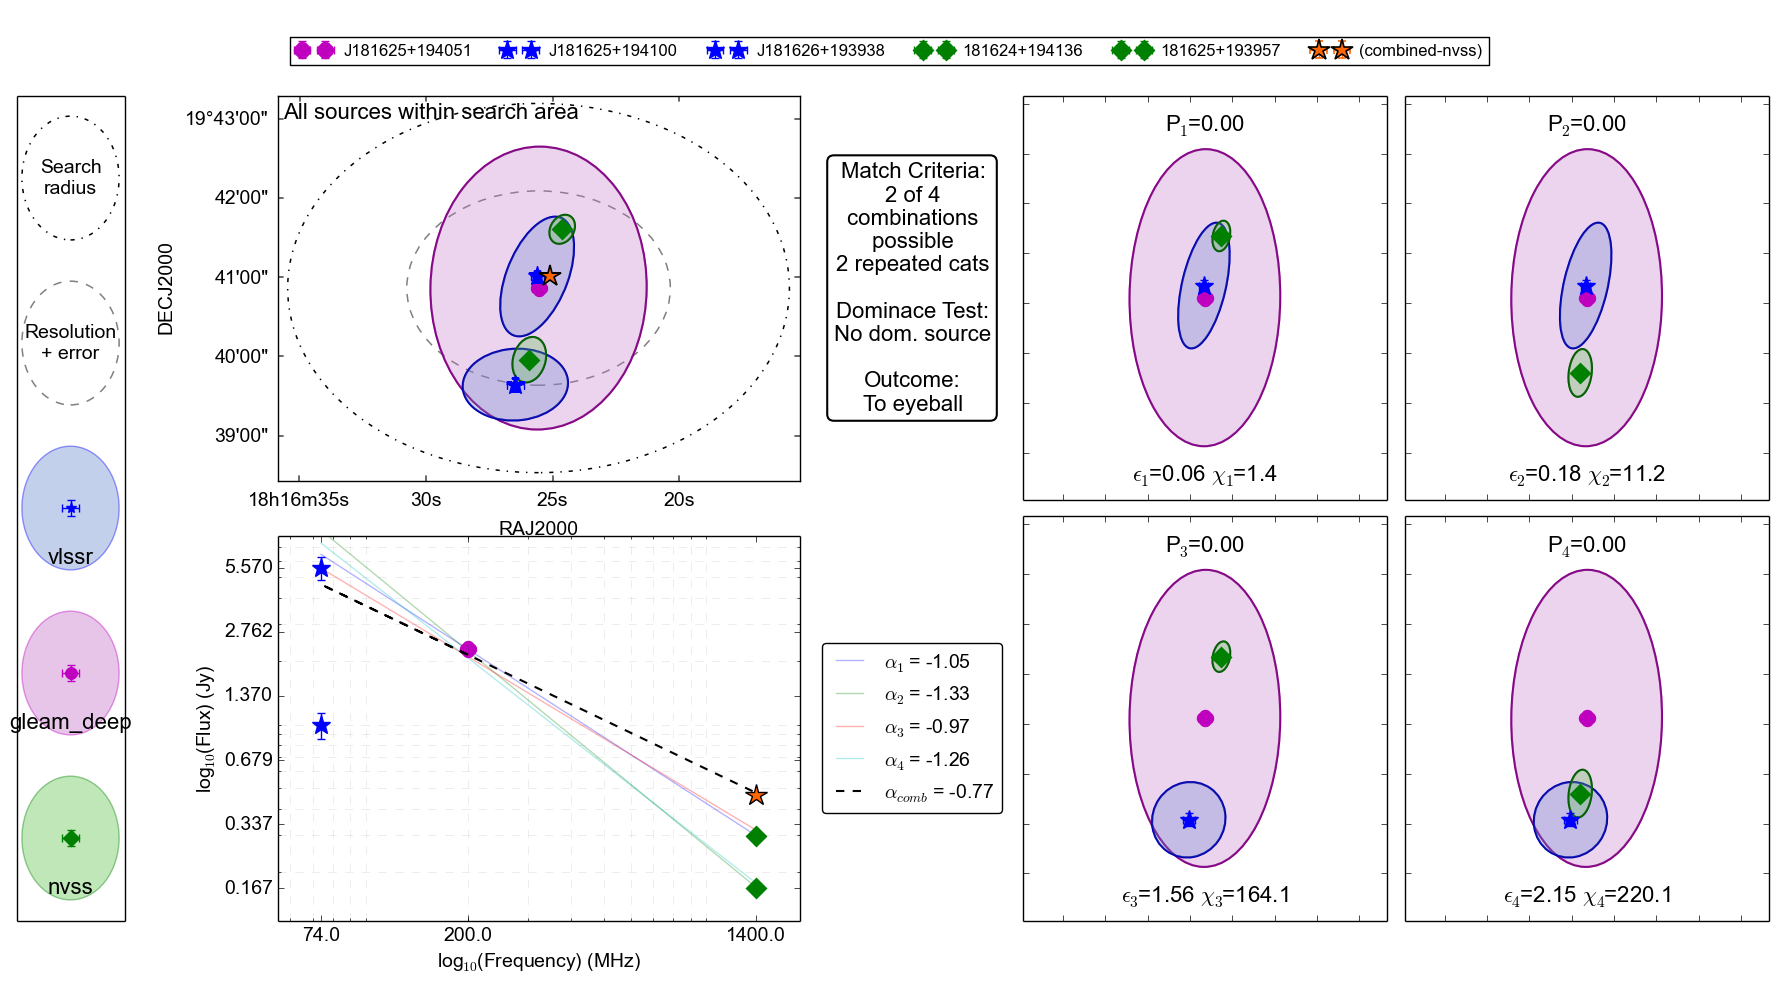 J181625+194051 J181625+194100 J181626+193938 181624+194136 181625+193957 (combined-nvss)
Search
radius
Resolution
+ error
vlssr
gleam_deep
nvss
All sources within search area
19°43'00"
42'00"
41'00"
40'00"
39'00"
DECJ2000
18h16m35s 30s 25s 20s
RAJ2000
Match Criteria:
2 of 4
combinations
possible
2 repeated cats
Dominace Test:
No dom. source
Outcome:
To eyeball
P₁=0.00
ϵ₁=0.06 χ₁=1.4
P₂=0.00
ϵ₂=0.18 χ₂=11.2
5.570
2.762
1.370
0.679
0.337
0.167
log₁₀(Flux) (Jy)
74.0 200.0 1400.0
log₁₀(Frequency) (MHz)
α₁ = -1.05
α₂ = -1.33
α₃ = -0.97
α₄ = -1.26
α_comb = -0.77
P₃=0.00
ϵ₃=1.56 χ₃=164.1
P₄=0.00
ϵ₄=2.15 χ₄=220.1